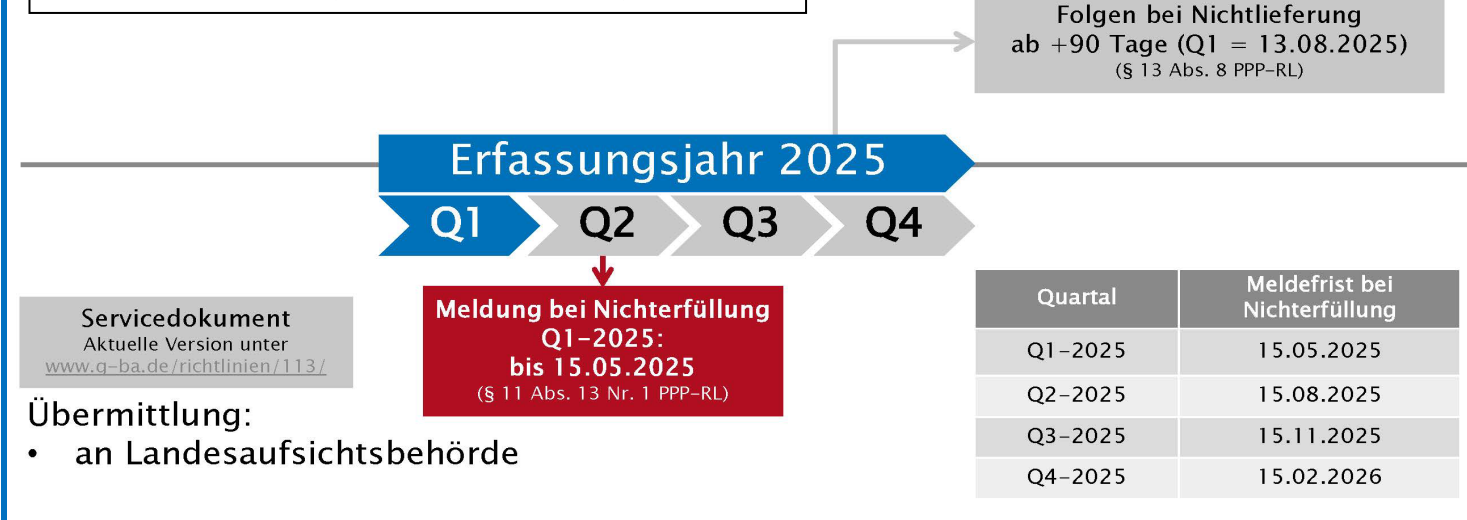 Folgen bei Nichtlieferung
ab +90 Tage (Q1 = 13.08.2025)
(§ 13 Abs. 8 PPP-RL)
Erfassungsjahr 2025
Q1 Q2 Q3 Q4
Servicedokument
Aktuelle Version unter
www.g-ba.de/richtlinien/113/
Meldung bei Nichterfüllung
Q1-2025:
bis 15.05.2025
(§ 11 Abs. 13 Nr. 1 PPP-RL)
Übermittlung:
• an Landesaufsichtsbehörde
Quartal Meldefrist bei
Nichterfüllung
Q1-2025 15.05.2025
Q2-2025 15.08.2025
Q3-2025 15.11.2025
Q4-2025 15.02.2026